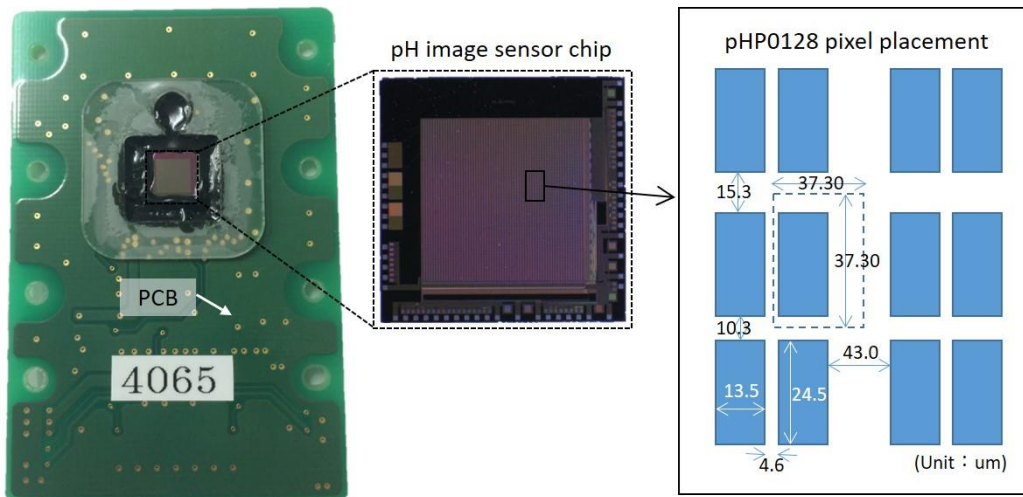 pH image sensor chip
PCB
4065
pHP0128 pixel placement
37.30
15.3
37.30
10.3
43.0
13.5
24.5
4.6
(Unit：um)